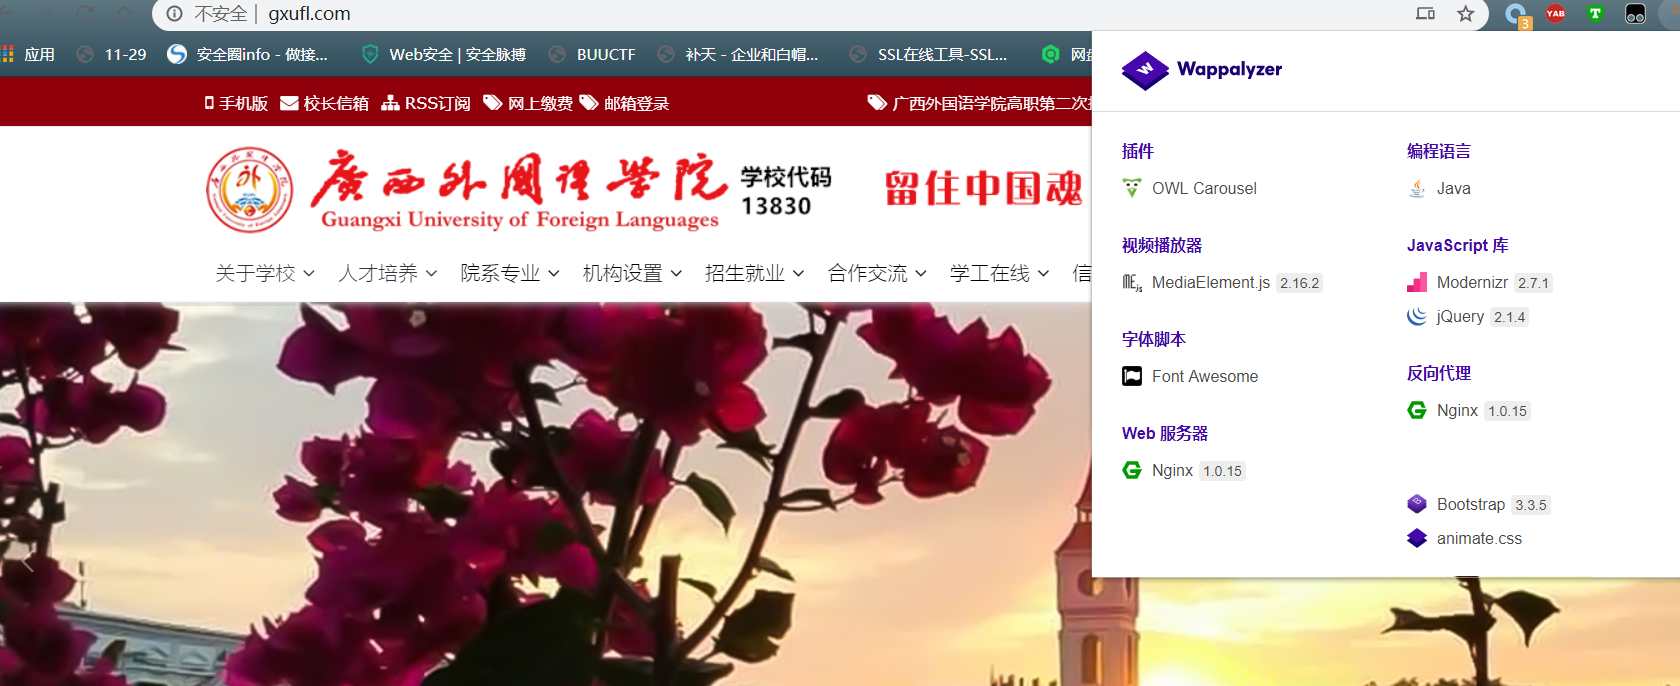 不安全 | gxufl.com
3
YAB
T
应用 11-29 安全圈info - 做接... Web安全 | 安全脉搏 BUUCTF 补天 - 企业和白帽... SSL在线工具-SSL... 网盘
手机版 校长信箱 RSS订阅 网上缴费 邮箱登录 广西外国语学院高职第二次
廣西外國語學院
Guangxi University of Foreign Languages
学校代码
13830
留住中国魂
关于学校 人才培养 院系专业 机构设置 招生就业 合作交流 学工在线 信
Wappalyzer
插件
OWL Carousel
视频播放器
MediaElement.js 2.16.2
字体脚本
Font Awesome
Web 服务器
Nginx 1.0.15
编程语言
Java
JavaScript 库
Modernizr 2.7.1
jQuery 2.1.4
反向代理
Nginx 1.0.15
Bootstrap 3.3.5
animate.css